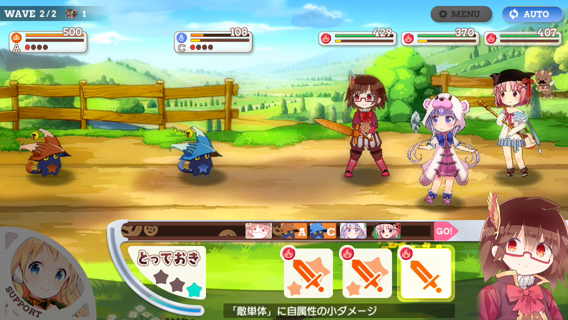 WAVE 2/2 1
MENU
AUTO
500
A
108
C
429
370
407
A C GO!
SUPPORT
とっておき
「敵単体」に自属性の小ダメージ